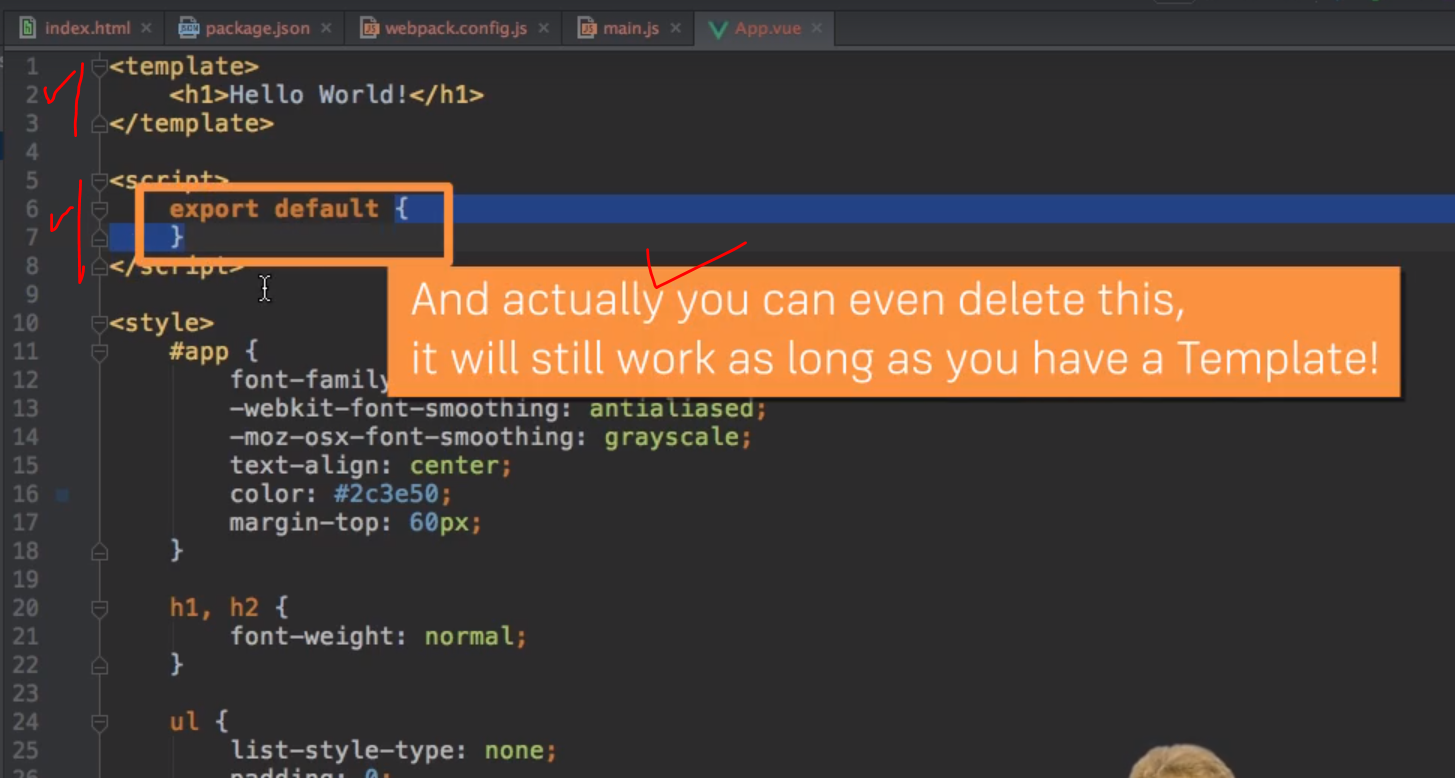 index.html × package.json × webpack.config.js × main.js × App.vue ×
1 <template>
2 <h1>Hello World!</h1>
3 </template>
4
5 <script>
6 export default {
7 }
8 </script>
9
And actually you can even delete this,
it will still work as long as you have a Template!
10 <style>
11 #app {
12 font-family
13 -webkit-font-smoothing: antialiased;
14 -moz-osx-font-smoothing: grayscale;
15 text-align: center;
16 color: #2c3e50;
17 margin-top: 60px;
18 }
19
20 h1, h2 {
21 font-weight: normal;
22 }
23
24 ul {
25 list-style-type: none;
26 padding: 0;